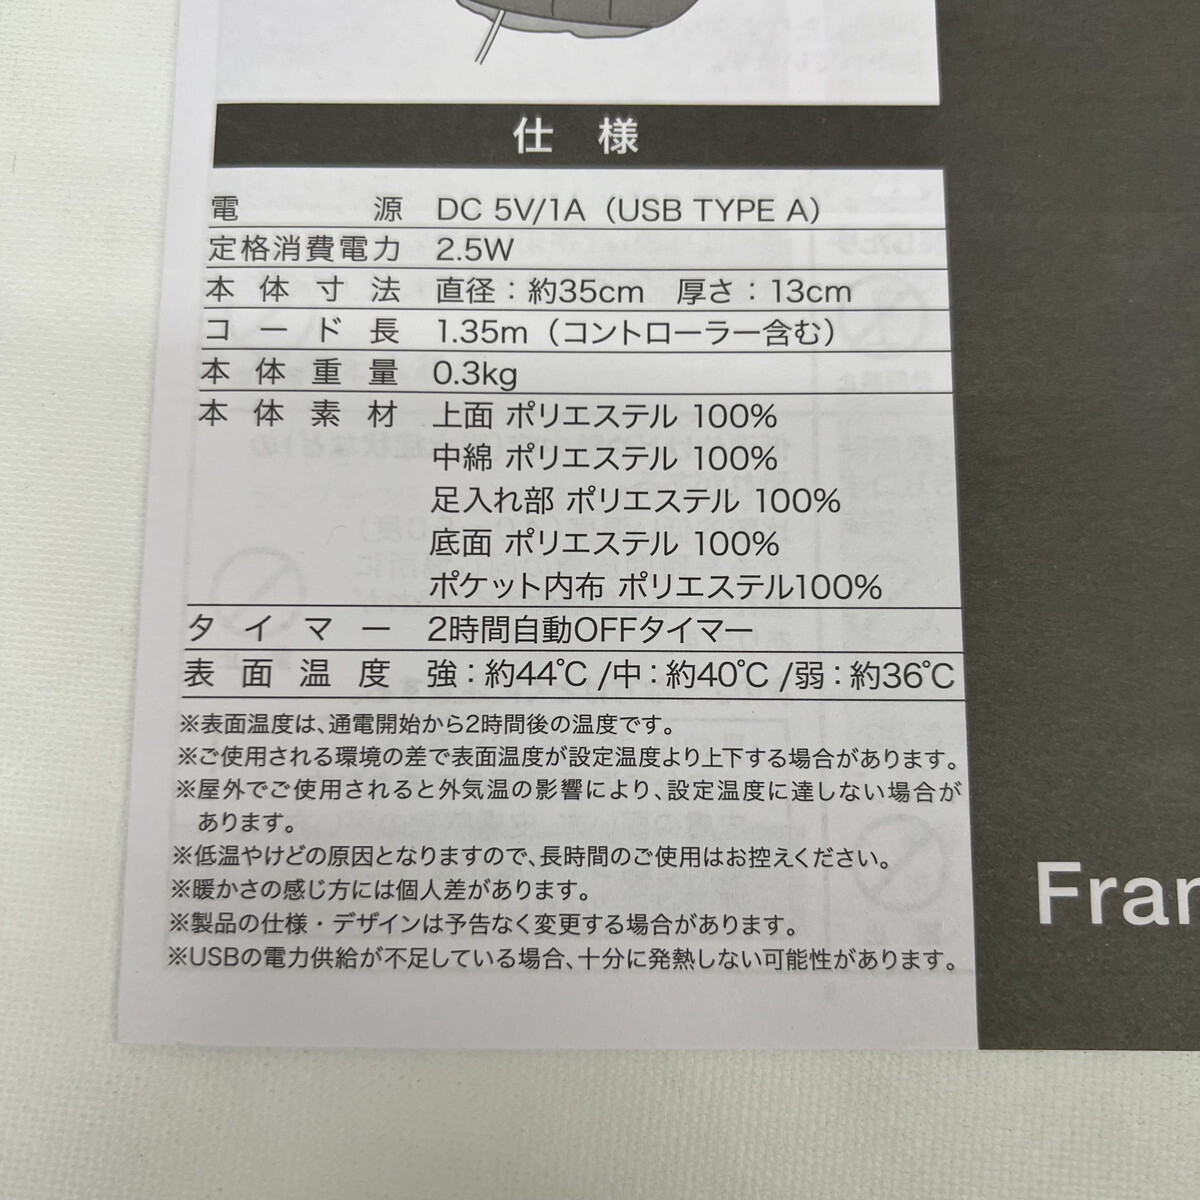 仕 様
電源 DC 5V/1A（USB TYPE A）
定格消費電力 2.5W
本体寸法 直径：約35cm 厚さ：13cm
コード長 1.35m（コントローラー含む）
本体重量 0.3kg
本体素材 上面 ポリエステル 100%
中綿 ポリエステル 100%
足入れ部 ポリエステル 100%
底面 ポリエステル 100%
ポケット内布 ポリエステル100%
タイマー 2時間自動OFFタイマー
表面温度 強：約44℃ /中：約40℃ /弱：約36℃
※表面温度は、通電開始から2時間後の温度です。
※ご使用される環境の差で表面温度が設定温度より上下する場合があります。
※屋外でご使用されると外気温の影響により、設定温度に達しない場合が
あります。
※低温やけどの原因となりますので、長時間のご使用はお控えください。
※暖かさの感じ方には個人差があります。
※製品の仕様・デザインは予告なく変更する場合があります。
※USBの電力供給が不足している場合、十分に発熱しない可能性があります。
Fran